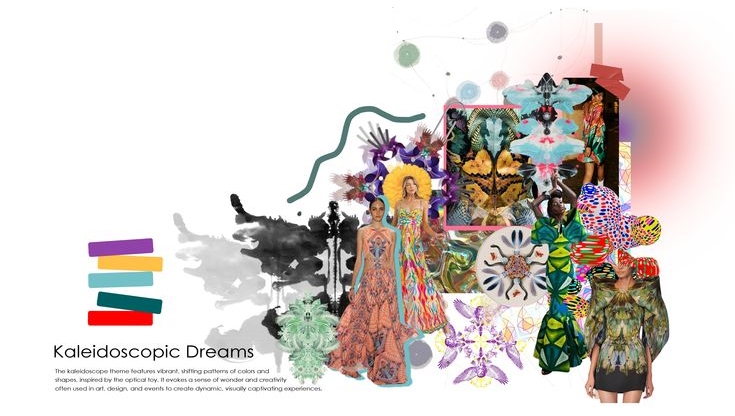 Kaleidoscopic Dreams
The kaleidoscope theme features vibrant, shifting patterns of colors and
shapes, inspired by the optical toy. It evokes a sense of wonder and creativity
often used in art, design, and events to create dynamic, visually captivating experiences.